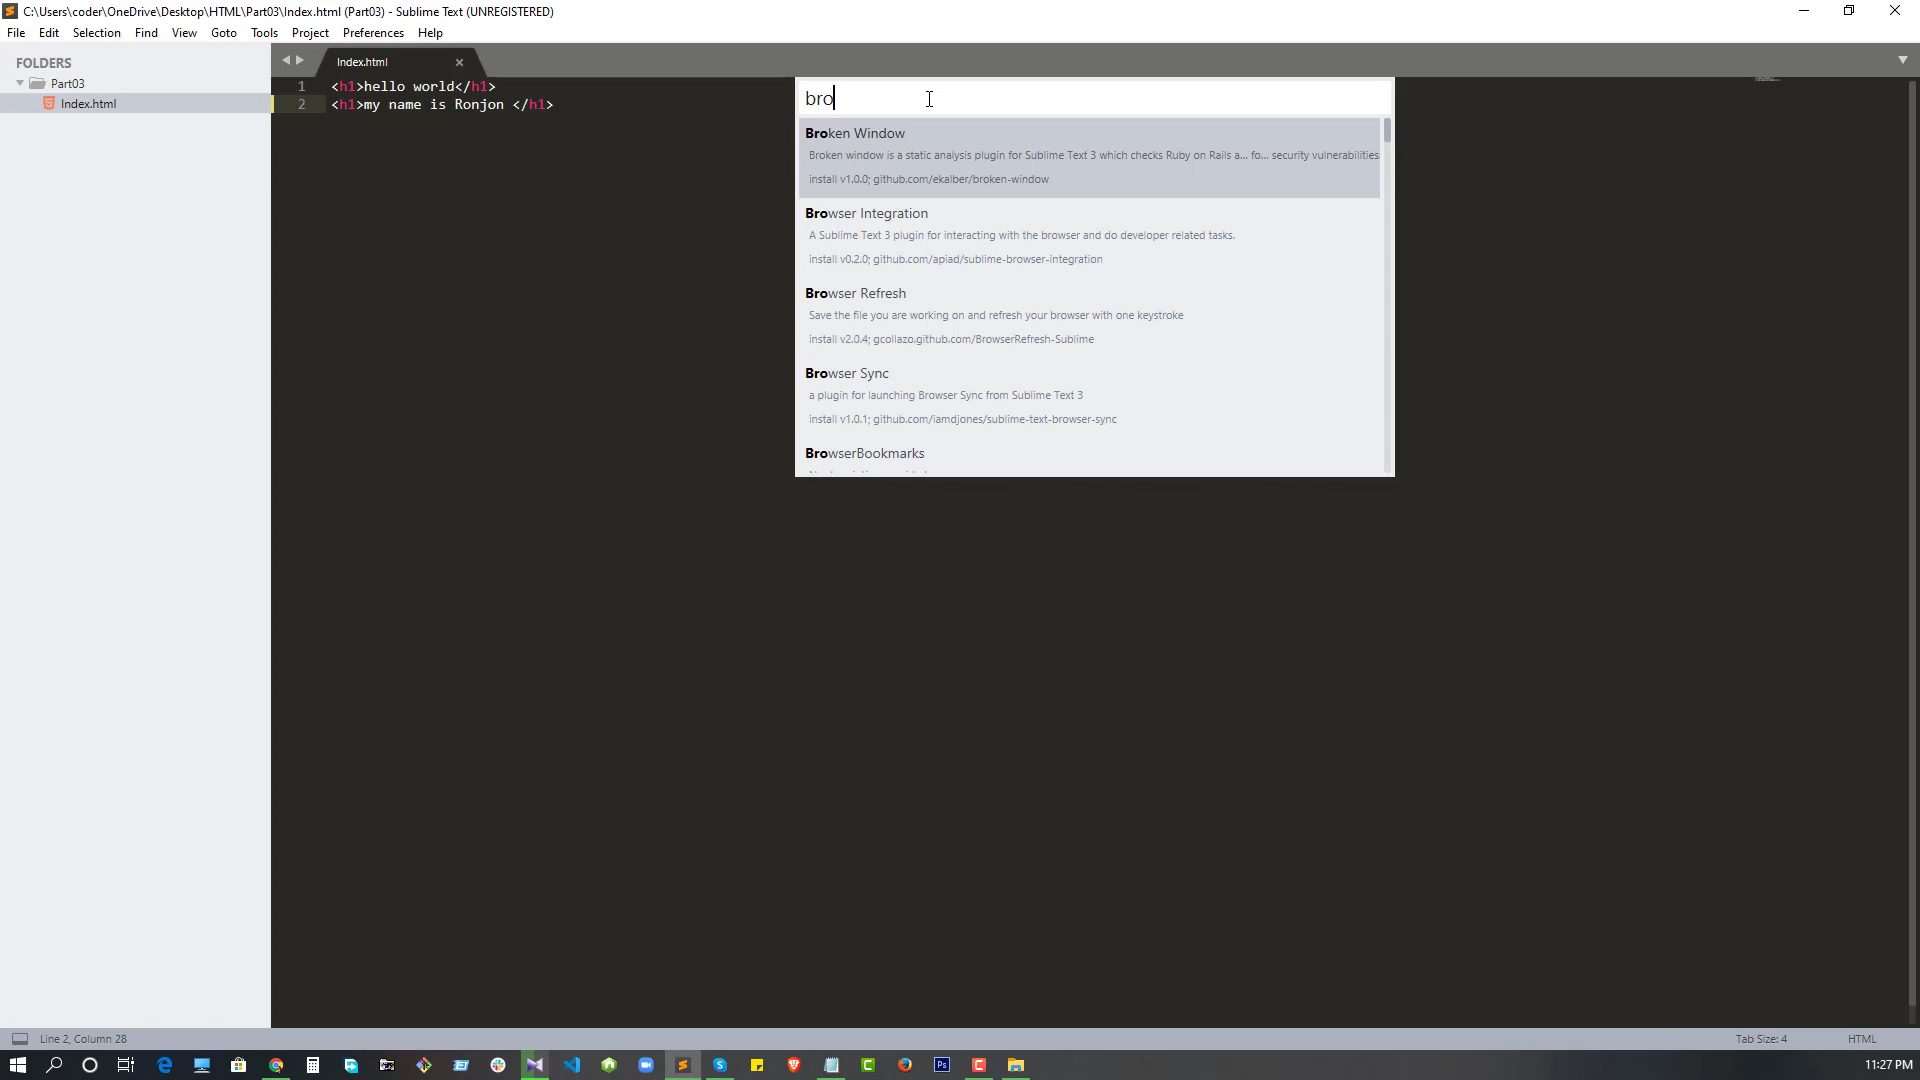 C:\Users\coder\OneDrive\Desktop\HTML\Part03\Index.html (Part03) - Sublime Text (UNREGISTERED)
File Edit Selection Find View Goto Tools Project Preferences Help
FOLDERS
Part03
Index.html
Index.html
1 <h1>hello world</h1>
2 <h1>my name is Ronjon </h1>
bro
Broken Window
Broken window is a static analysis plugin for Sublime Text 3 which checks Ruby on Rails a... fo... security vulnerabilities
install v1.0.0; github.com/ekalber/broken-window
Browser Integration
A Sublime Text 3 plugin for interacting with the browser and do developer related tasks.
install v0.2.0; github.com/apiad/sublime-browser-integration
Browser Refresh
Save the file you are working on and refresh your browser with one keystroke
install v2.0.4; gcollazo.github.com/BrowserRefresh-Sublime
Browser Sync
a plugin for launching Browser Sync from Sublime Text 3
install v1.0.1; github.com/iamdjones/sublime-text-browser-sync
BrowserBookmarks
Line 2, Column 28
Tab Size: 4
HTML
11:27 PM